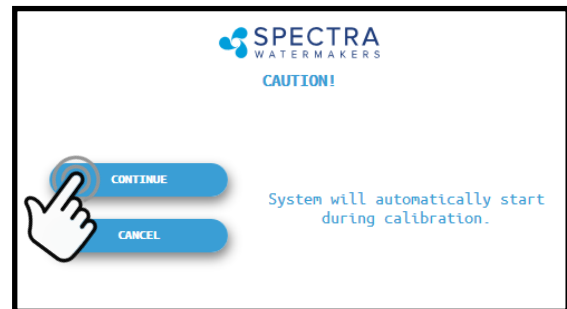 SPECTRA
WATERMAKERS
CAUTION!
CONTINUE
System will automatically start
during calibration.
CANCEL